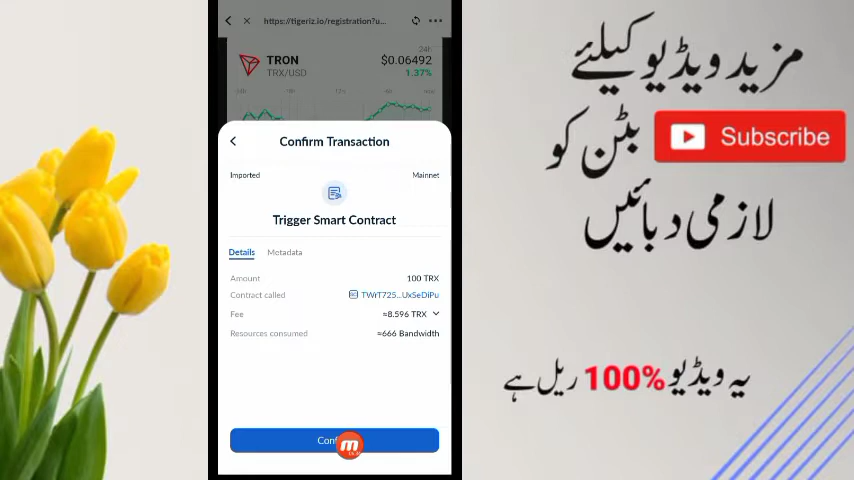 https://tigeriz.io/registration?u...
TRON
TRX/USD
24h
$0.06492
1.37%
Confirm Transaction
Imported
Mainnet
Trigger Smart Contract
Details
Metadata
Amount
100 TRX
Contract called
TWrT725...UxSeDiPu
Fee
≈8.596 TRX
Resources consumed
≈666 Bandwidth
مزید ویڈیو کیلئے
بٹن کو
Subscribe
لازمی دبائیں
یہ ویڈیو 100% ریل ہے